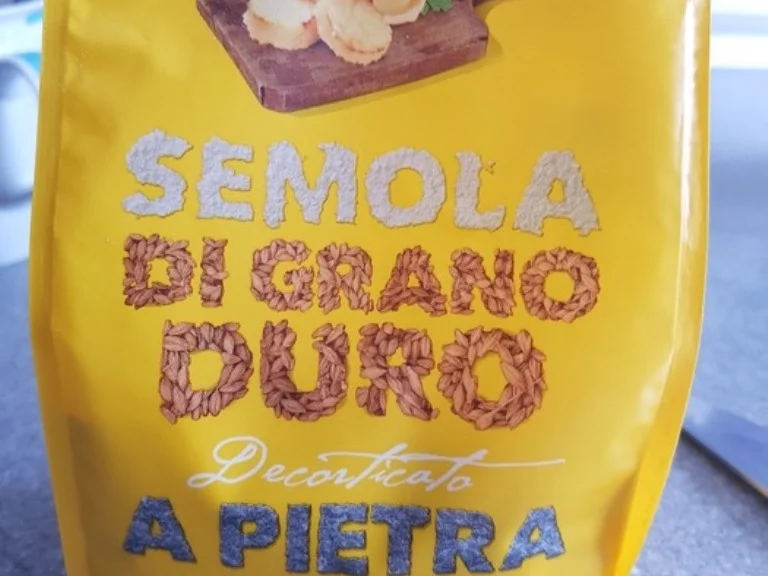 SEMOLA
DI GRANO
DURO
Decorticato
A PIETRA